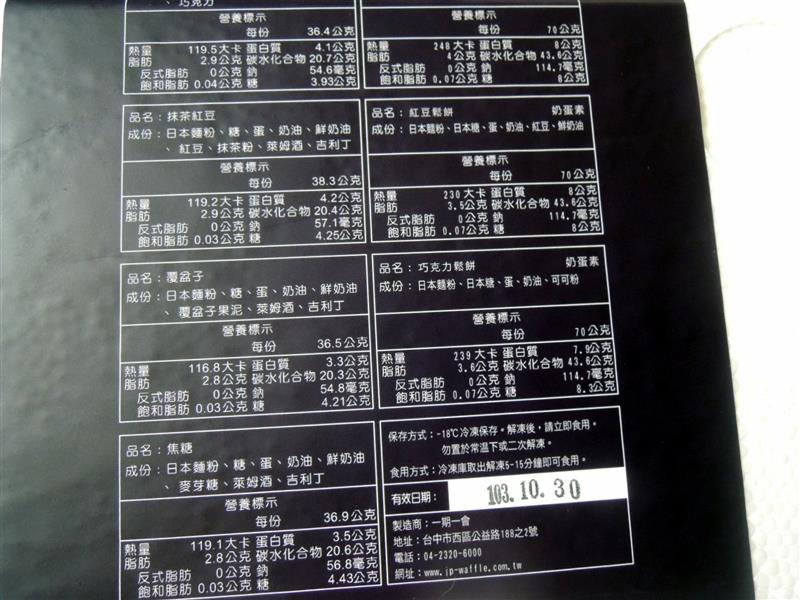 、巧克力
營養標示
每份 36.4公克
熱量 119.5大卡 蛋白質 4.1公克
脂肪 2.9公克 碳水化合物 20.7公克
反式脂肪 0公克 鈉 54.6毫克
飽和脂肪 0.04公克 糖 3.93公克
營養標示
每份 70公克
熱量 248大卡 蛋白質 8公克
脂肪 4公克 碳水化合物 43.6公克
反式脂肪 0公克 鈉 114.7毫克
飽和脂肪 0.07公克 糖 8公克
品名：抹茶紅豆
成份：日本麵粉、糖、蛋、奶油、鮮奶油
、紅豆、抹茶粉、萊姆酒、吉利丁
營養標示
每份 38.3公克
熱量 119.2大卡 蛋白質 4.2公克
脂肪 2.9公克 碳水化合物 20.4公克
反式脂肪 0公克 鈉 57.1毫克
飽和脂肪 0.03公克 糖 4.25公克
品名：紅豆鬆餅 奶蛋素
成份：日本麵粉、日本糖、蛋、奶油、紅豆、鮮奶油
營養標示
每份 70公克
熱量 230大卡 蛋白質 8公克
脂肪 3.5公克 碳水化合物 43.6公克
反式脂肪 0公克 鈉 114.7毫克
飽和脂肪 0.07公克 糖 8公克
品名：覆盆子
成份：日本麵粉、糖、蛋、奶油、鮮奶油
、覆盆子果泥、萊姆酒、吉利丁
營養標示
每份 36.5公克
熱量 116.8大卡 蛋白質 3.3公克
脂肪 2.8公克 碳水化合物 20.3公克
反式脂肪 0公克 鈉 54.8毫克
飽和脂肪 0.03公克 糖 4.21公克
品名：巧克力鬆餅 奶蛋素
成份：日本麵粉、日本糖、蛋、奶油、可可粉
營養標示
每份 70公克
熱量 239大卡 蛋白質 7.9公克
脂肪 3.6公克 碳水化合物 43.6公克
反式脂肪 0公克 鈉 114.7毫克
飽和脂肪 0.07公克 糖 8.3公克
品名：焦糖
成份：日本麵粉、糖、蛋、奶油、鮮奶油
、麥芽糖、萊姆酒、吉利丁
營養標示
每份 36.9公克
熱量 119.1大卡 蛋白質 3.5公克
脂肪 2.8公克 碳水化合物 20.6公克
反式脂肪 0公克 鈉 56.8毫克
飽和脂肪 0.03公克 糖 4.43公克
保存方式：-18℃冷凍保存。解凍後，請立即食用。
勿置於常溫下或二次解凍。
食用方式：冷凍庫取出解凍5-15分鐘即可食用。
有效日期： 103.10.30
製造商：一期一會
地址：台中市西區公益路188之2號
電話：04-2320-6000
網址：www.jp-waffle.com.tw